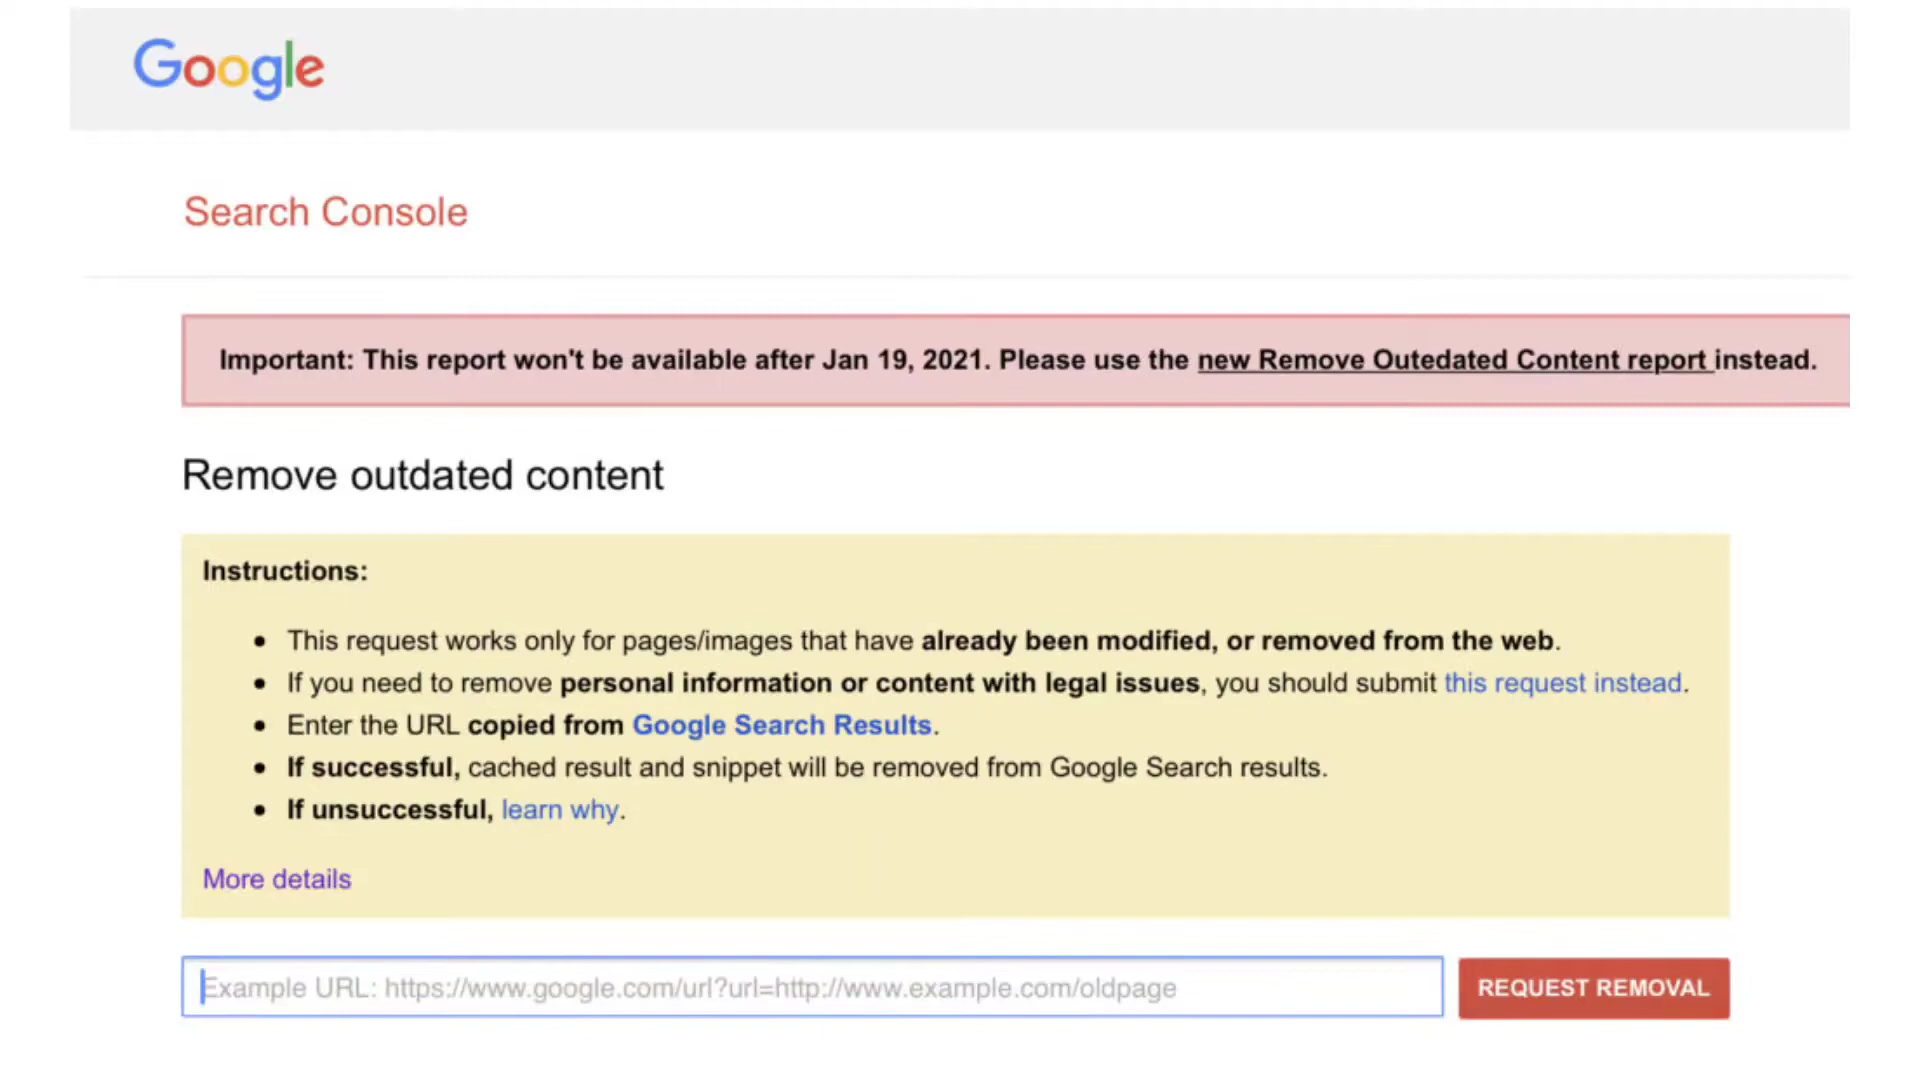 Google
Search Console
Important: This report won't be available after Jan 19, 2021. Please use the new Remove Outedated Content report instead.
Remove outdated content
Instructions:
• This request works only for pages/images that have already been modified, or removed from the web.
• If you need to remove personal information or content with legal issues, you should submit this request instead.
• Enter the URL copied from Google Search Results.
• If successful, cached result and snippet will be removed from Google Search results.
• If unsuccessful, learn why.
More details
Example URL: https://www.google.com/url?url=http://www.example.com/oldpage
REQUEST REMOVAL